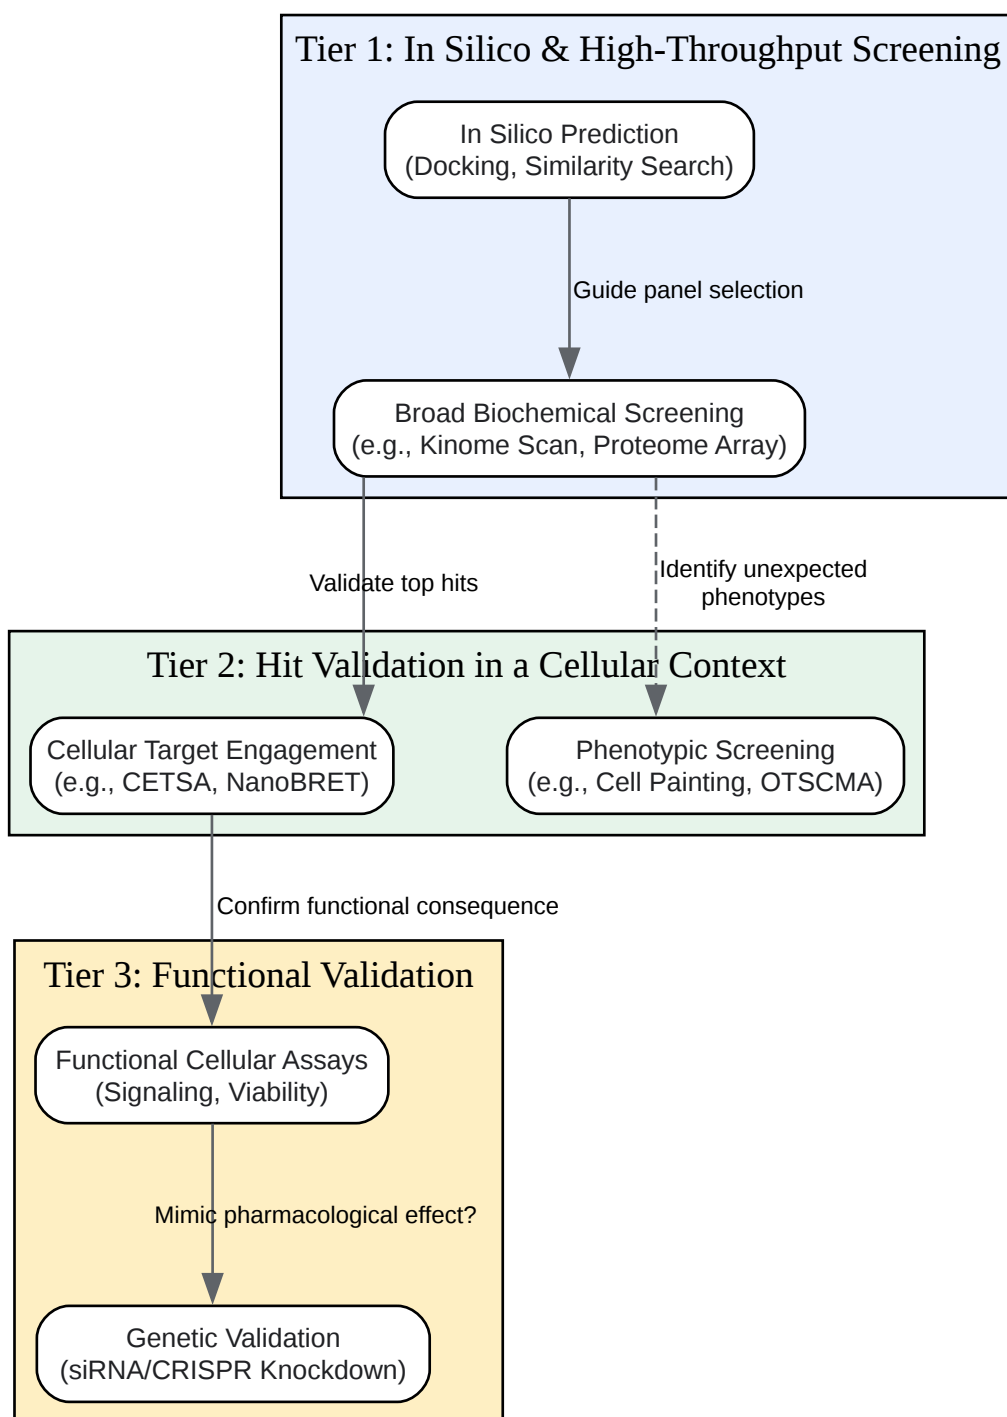 Tier 1: In Silico & High-Throughput Screening
In Silico Prediction
(Docking, Similarity Search)
Guide panel selection
Broad Biochemical Screening
(e.g., Kinome Scan, Proteome Array)
Validate top hits
Identify unexpected
phenotypes
Tier 2: Hit Validation in a Cellular Context
Cellular Target Engagement
(e.g., CETSA, NanoBRET)
Phenotypic Screening
(e.g., Cell Painting, OTSCMA)
Confirm functional consequence
Tier 3: Functional Validation
Functional Cellular Assays
(Signaling, Viability)
Mimic pharmacological effect?
Genetic Validation
(siRNA/CRISPR Knockdown)